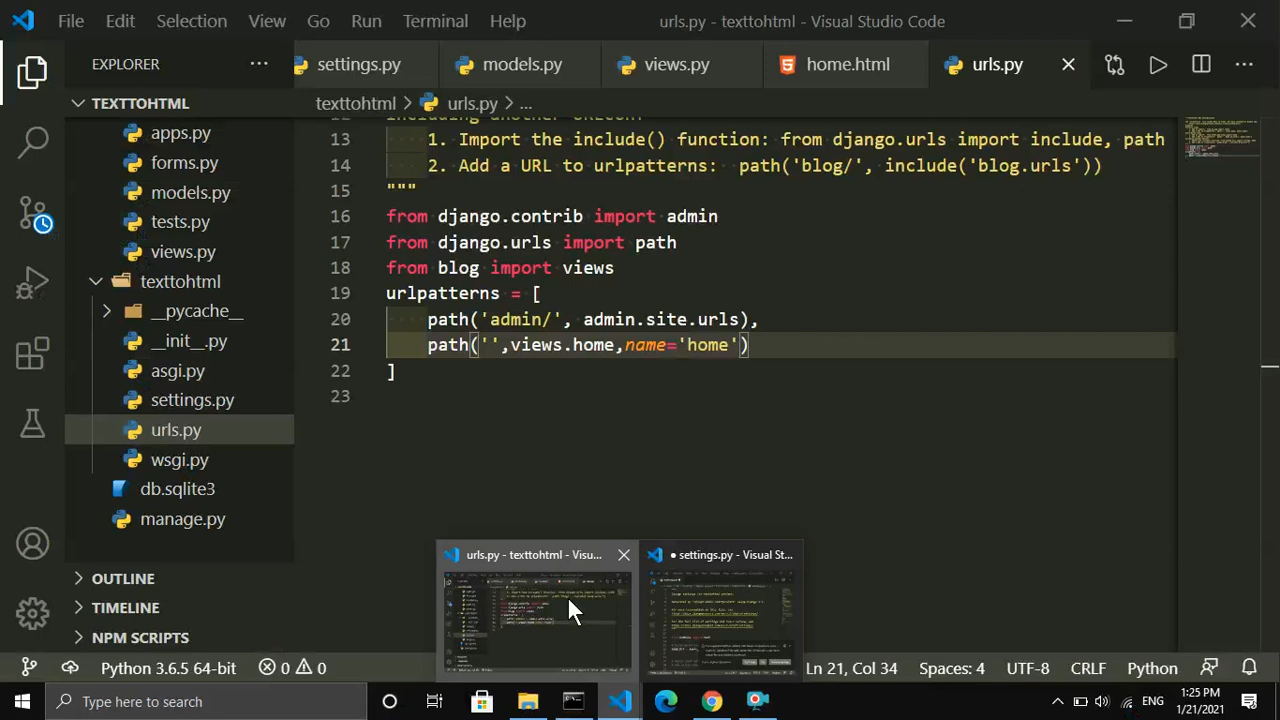 File Edit Selection View Go Run Terminal Help urls.py - texttohtml - Visual Studio Code
EXPLORER ... settings.py models.py views.py home.html urls.py
TEXTTOHTML
texttohtml > urls.py > ...
apps.py
forms.py
models.py
tests.py
views.py
texttohtml
__pycache__
__init__.py
asgi.py
settings.py
urls.py
wsgi.py
db.sqlite3
manage.py
OUTLINE
TIMELINE
NPM SCRIPTS
13 1. Import the include() function: from django.urls import include, path
14 2. Add a URL to urlpatterns: path('blog/', include('blog.urls'))
15 """
16 from django.contrib import admin
17 from django.urls import path
18 from blog import views
19 urlpatterns = [
20 path('admin/', admin.site.urls),
21 path('',views.home,name='home')
22 ]
23
urls.py - texttohtml - Visu... ● settings.py - Visual St...
Python 3.6.5 64-bit 0 0 Ln 21, Col 34 Spaces: 4 UTF-8 CRLF Python
Type here to search ENG 1:25 PM
1/21/2021